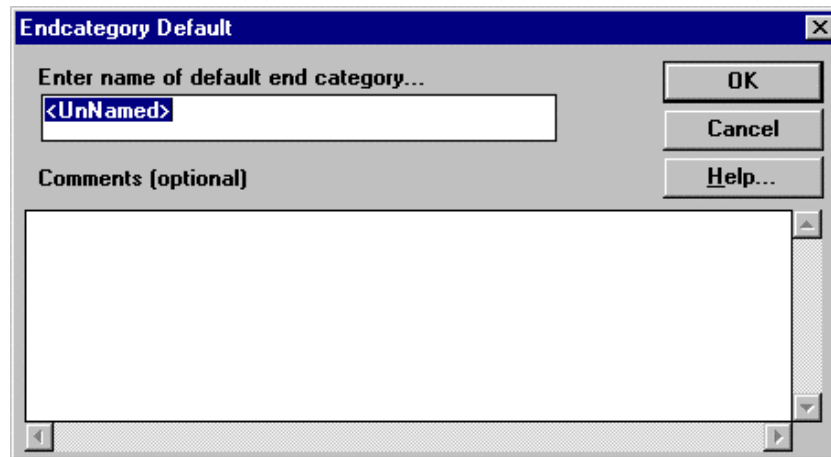 Endcategory Default
Enter name of default end category...
<UnNamed>
OK
Cancel
Comments (optional)
Help...